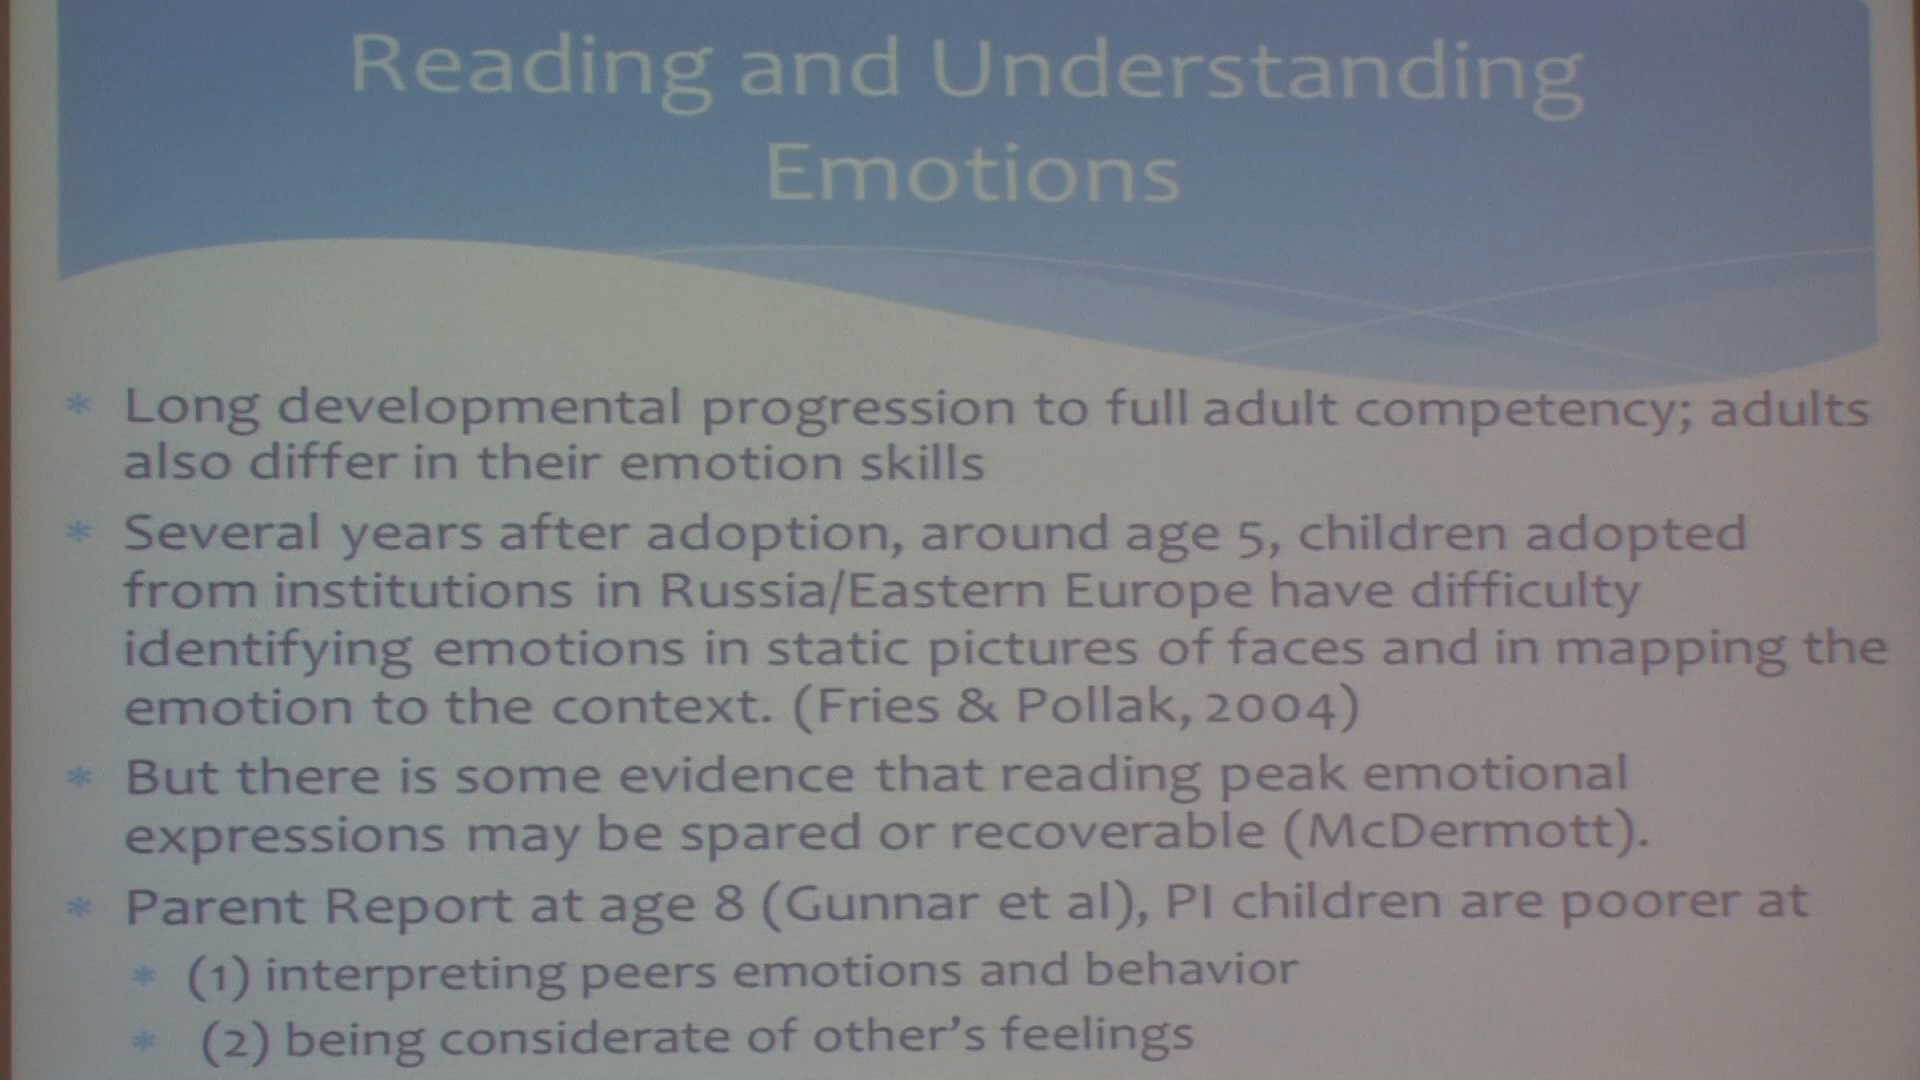 Reading and Understanding
Emotions
* Long developmental progression to full adult competency; adults
also differ in their emotion skills
* Several years after adoption, around age 5, children adopted
from institutions in Russia/Eastern Europe have difficulty
identifying emotions in static pictures of faces and in mapping the
emotion to the context. (Fries & Pollak, 2004)
* But there is some evidence that reading peak emotional
expressions may be spared or recoverable (McDermott).
* Parent Report at age 8 (Gunnar et al), PI children are poorer at
* (1) interpreting peers emotions and behavior
* (2) being considerate of other's feelings